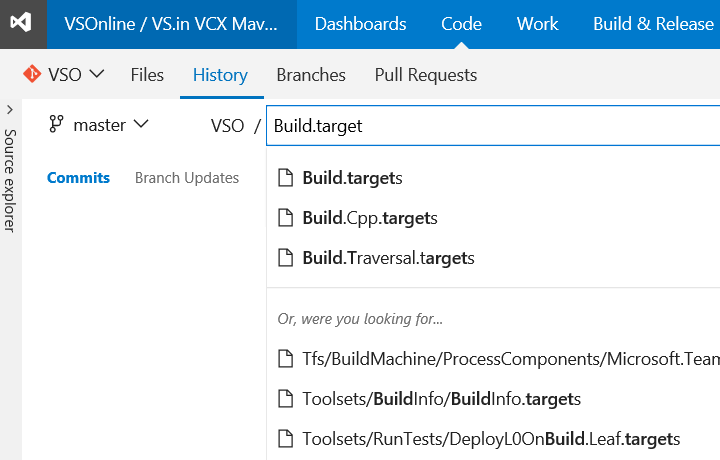 VSOnline / VS.in VCX Mav... Dashboards Code Work Build & Release
VSO Files History Branches Pull Requests
Source explorer
master VSO / Build.target
Commits Branch Updates
Build.targets
Build.Cpp.targets
Build.Traversal.targets
Or, were you looking for...
Tfs/BuildMachine/ProcessComponents/Microsoft.Team
Toolsets/BuildInfo/BuildInfo.targets
Toolsets/RunTests/DeployL0OnBuild.Leaf.targets